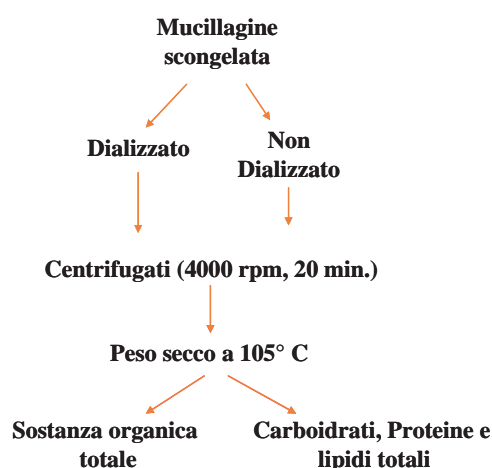 Mucillagine
scongelata
Dializzato
Non
Dializzato
Centrifugati (4000 rpm, 20 min.)
Peso secco a 105° C
Sostanza organica
totale
Carboidrati, Proteine e
lipidi totali